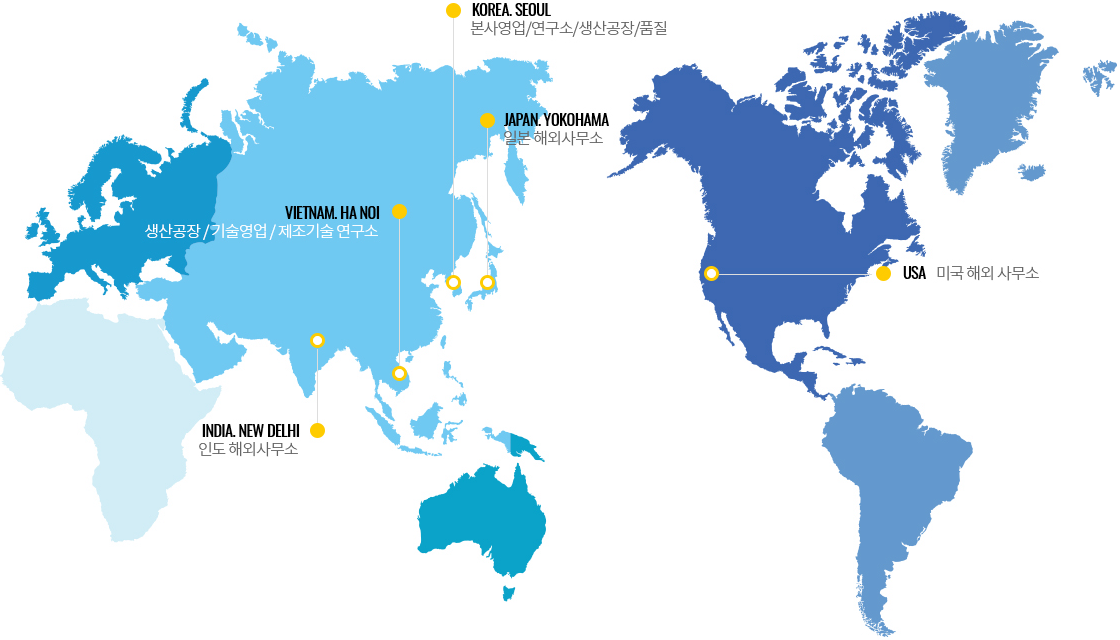 KOREA. SEOUL
본사영업/연구소/생산공장/품질
JAPAN. YOKOHAMA
일본 해외사무소
VIETNAM. HA NOI
생산공장 / 기술영업 / 제조기술 연구소
USA 미국 해외 사무소
INDIA. NEW DELHI
인도 해외사무소